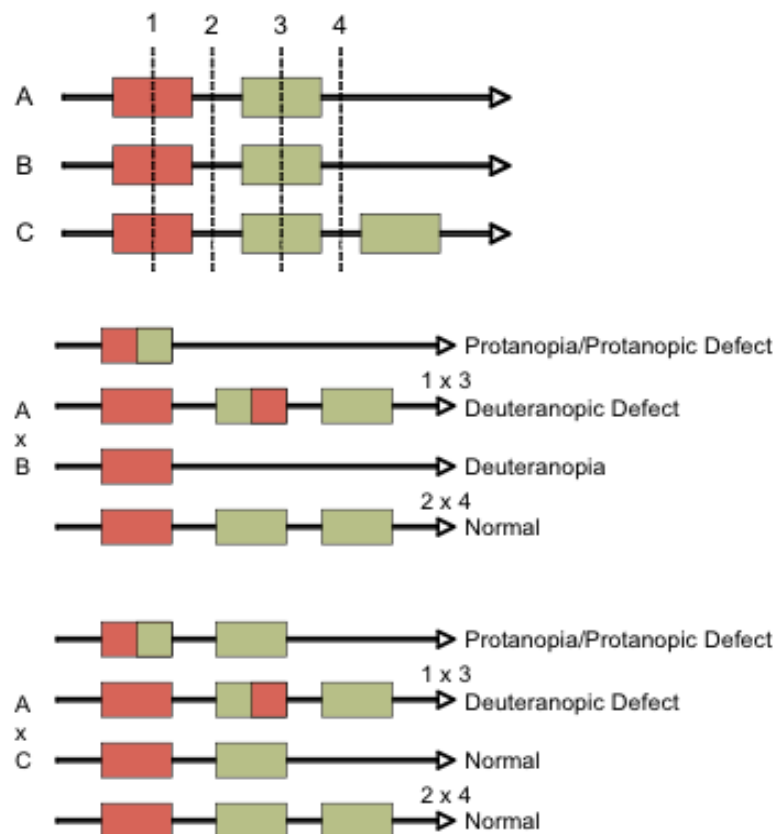 1 2 3 4
A
B
C
Protanopia/Protanopic Defect
1 x 3
Deuteranopic Defect
A
x
B
Deuteranopia
2 x 4
Normal
Protanopia/Protanopic Defect
1 x 3
Deuteranopic Defect
A
x
C
Normal
2 x 4
Normal